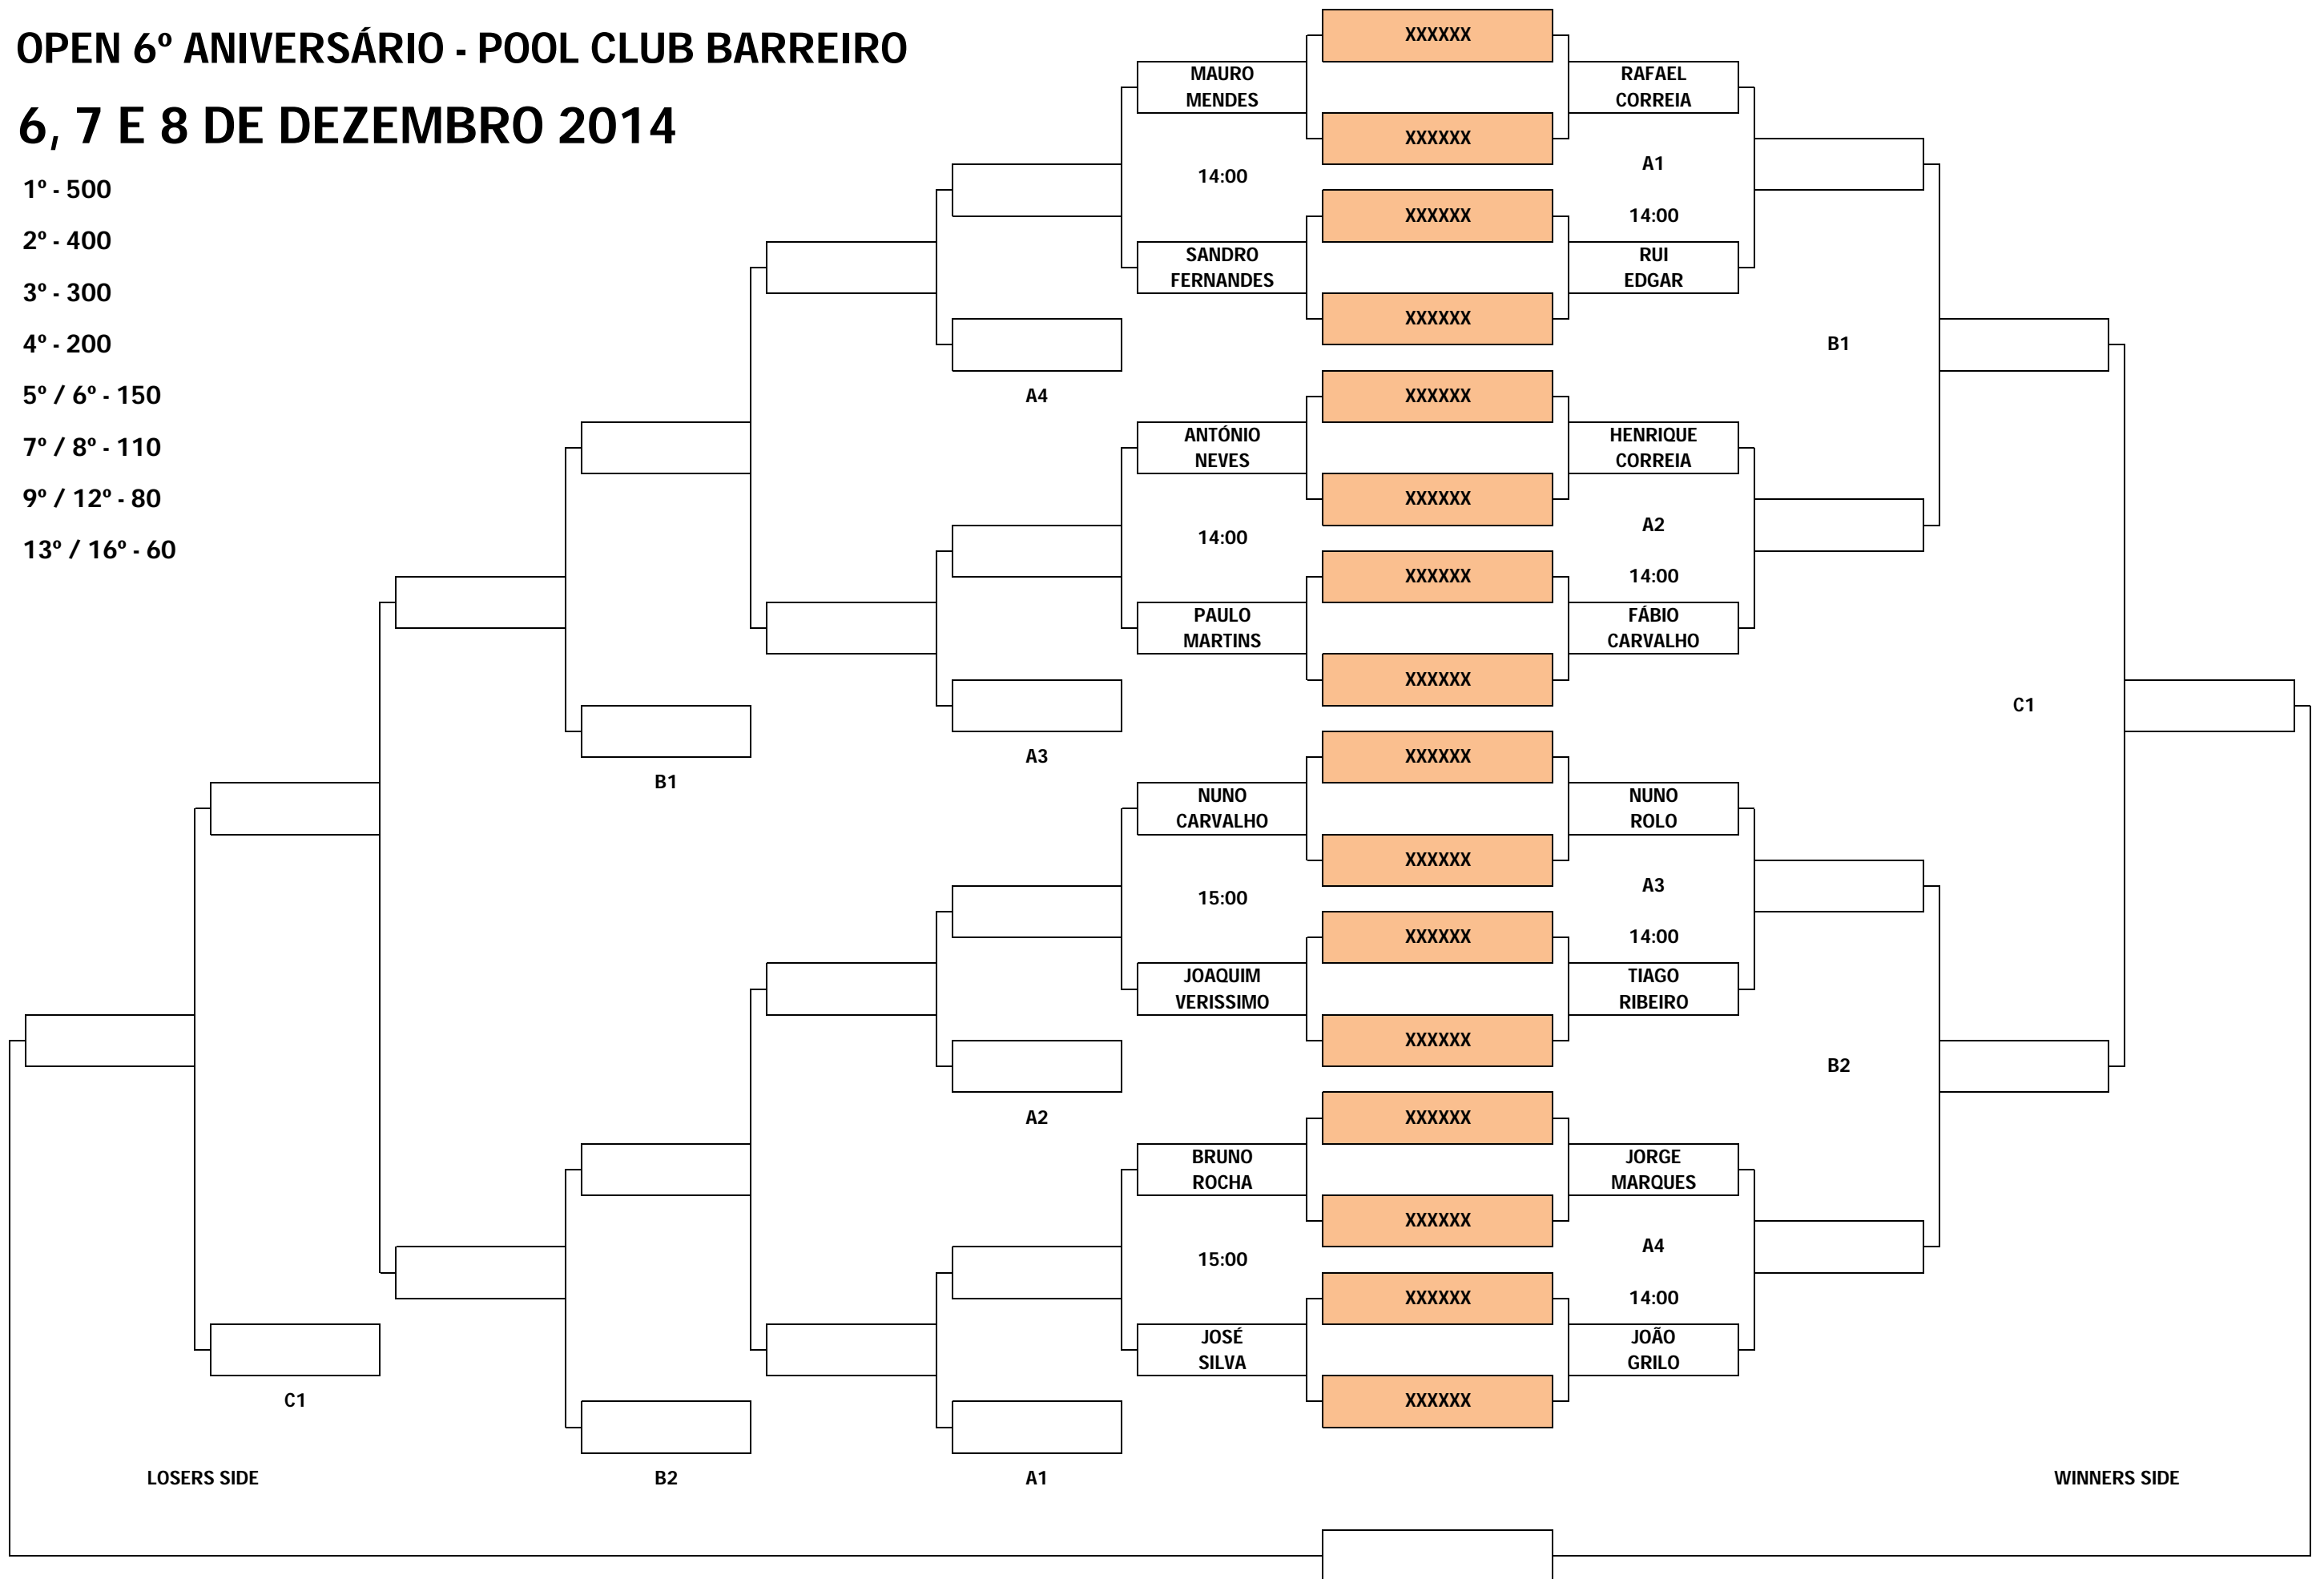 OPEN 6º ANIVERSÁRIO - POOL CLUB BARREIRO
6, 7 E 8 DE DEZEMBRO 2014
1º - 500
2º - 400
3º - 300
4º - 200
5º / 6º - 150
7º / 8º - 110
9º / 12º - 80
13º / 16º - 60
XXXXXX
MAURO
MENDES
RAFAEL
CORREIA
XXXXXX
14:00
A1
XXXXXX
14:00
SANDRO
FERNANDES
RUI
EDGAR
XXXXXX
B1
A4
XXXXXX
ANTÓNIO
NEVES
HENRIQUE
CORREIA
XXXXXX
14:00
A2
XXXXXX
14:00
PAULO
MARTINS
FÁBIO
CARVALHO
XXXXXX
C1
A3
XXXXXX
B1
NUNO
CARVALHO
NUNO
ROLO
XXXXXX
15:00
A3
XXXXXX
14:00
JOAQUIM
VERISSIMO
TIAGO
RIBEIRO
XXXXXX
B2
A2
XXXXXX
BRUNO
ROCHA
JORGE
MARQUES
XXXXXX
15:00
A4
XXXXXX
14:00
JOSÉ
SILVA
JOÃO
GRILO
C1
XXXXXX
LOSERS SIDE
B2
A1
WINNERS SIDE